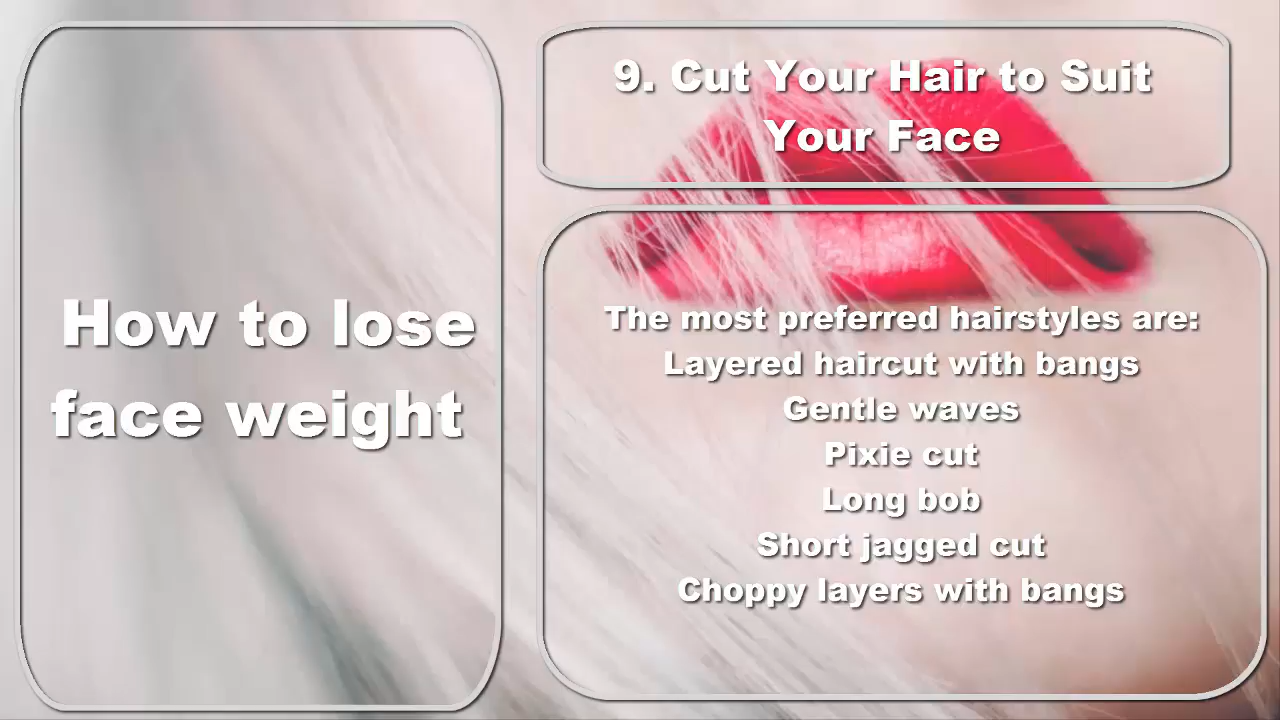 How to lose
face weight
9. Cut Your Hair to Suit
Your Face
The most preferred hairstyles are:
Layered haircut with bangs
Gentle waves
Pixie cut
Long bob
Short jagged cut
Choppy layers with bangs